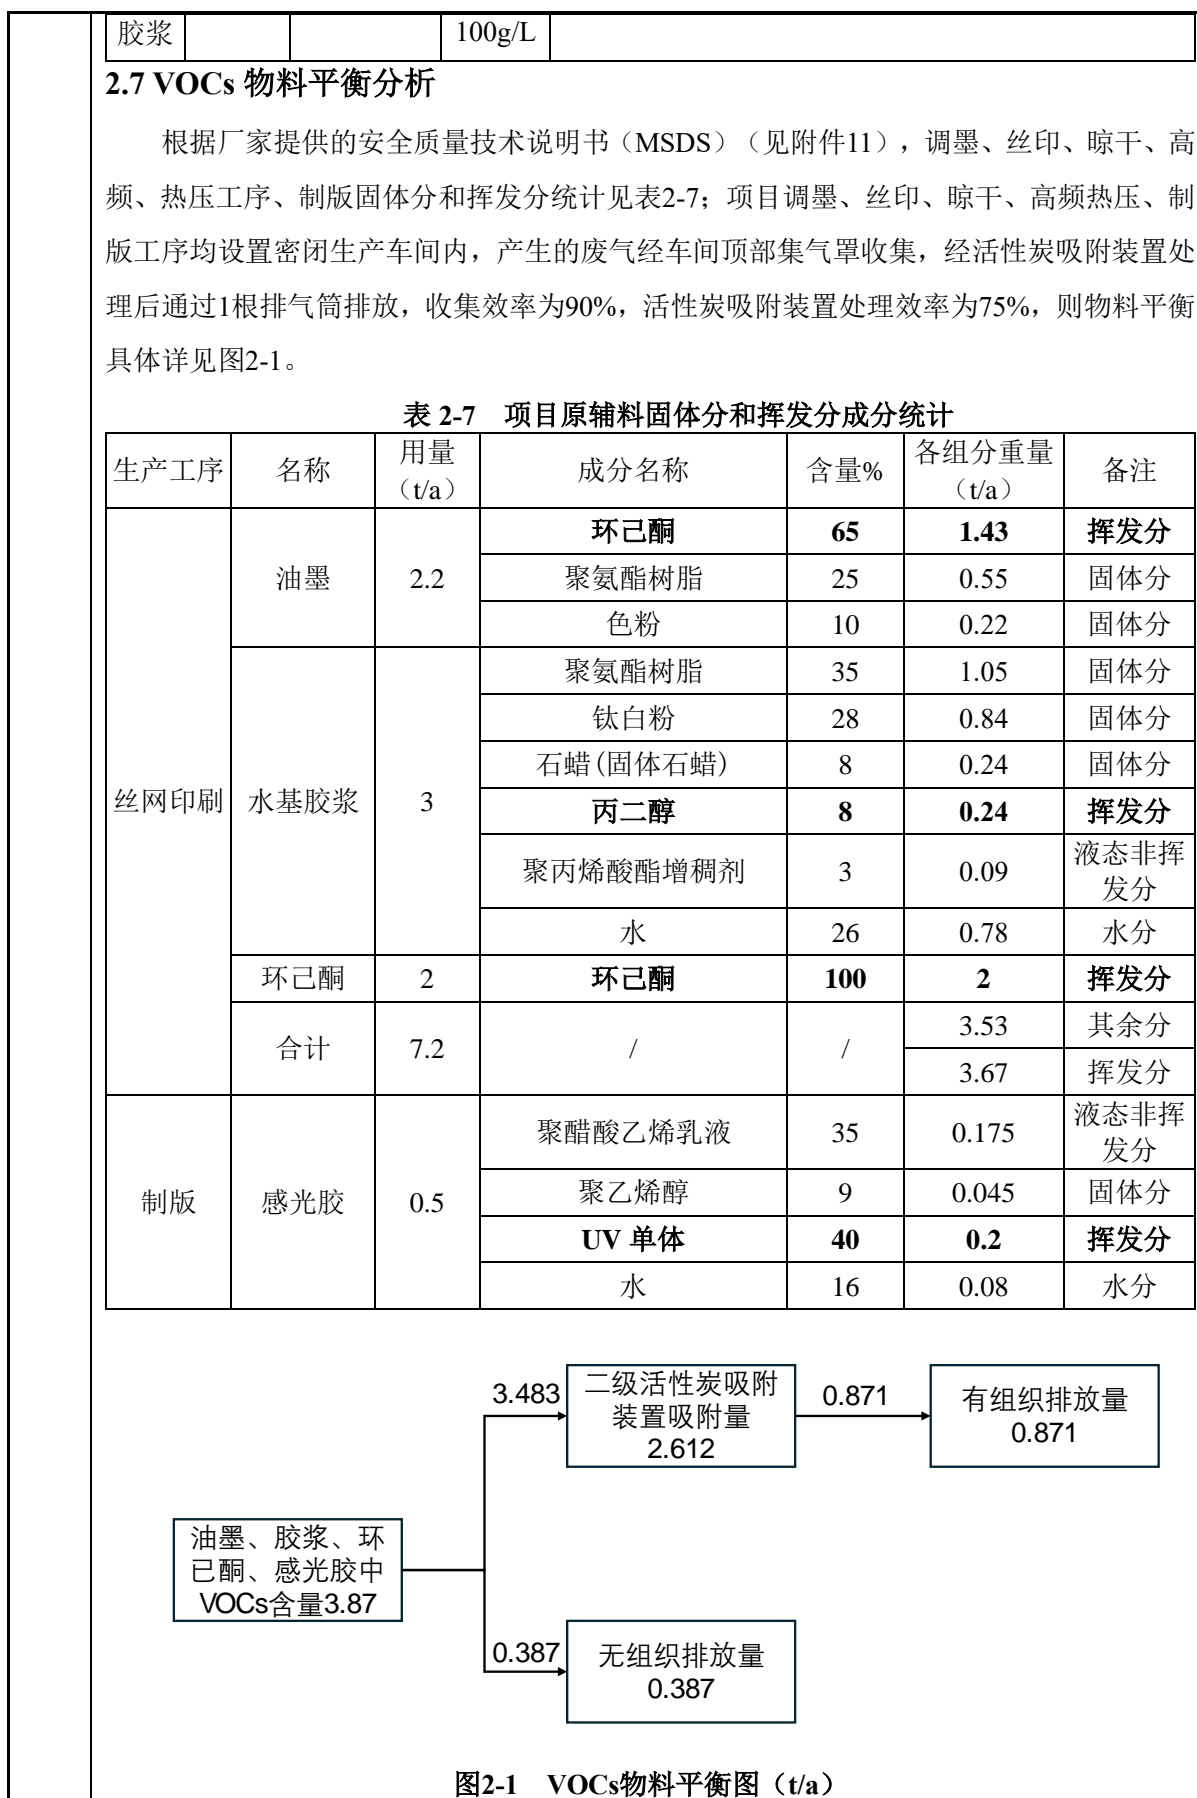 胶浆 100g/L
2.7 VOCs 物料平衡分析
根据厂家提供的安全质量技术说明书（MSDS）（见附件11），调墨、丝印、晾干、高
频、热压工序、制版固体分和挥发分统计见表2-7；项目调墨、丝印、晾干、高频热压、制
版工序均设置密闭生产车间内，产生的废气经车间顶部集气罩收集，经活性炭吸附装置处
理后通过1根排气筒排放，收集效率为90%，活性炭吸附装置处理效率为75%，则物料平衡
具体详见图2-1。
表 2-7 项目原辅料固体分和挥发分成分统计
生产工序 名称 用量（t/a） 成分名称 含量% 各组分重量（t/a） 备注
丝网印刷 油墨 2.2 环己酮 65 1.43 挥发分
聚氨酯树脂 25 0.55 固体分
色粉 10 0.22 固体分
水基胶浆 3 聚氨酯树脂 35 1.05 固体分
钛白粉 28 0.84 固体分
石蜡(固体石蜡) 8 0.24 固体分
丙二醇 8 0.24 挥发分
聚丙烯酸酯增稠剂 3 0.09 液态非挥发分
水 26 0.78 水分
环己酮 2 环己酮 100 2 挥发分
合计 7.2 / / 3.53 其余分
3.67 挥发分
制版 感光胶 0.5 聚醋酸乙烯乳液 35 0.175 液态非挥发分
聚乙烯醇 9 0.045 固体分
UV 单体 40 0.2 挥发分
水 16 0.08 水分
3.483
二级活性炭吸附
装置吸附量
2.612
0.871
有组织排放量
0.871
油墨、胶浆、环
已酮、感光胶中
VOCs含量3.87
0.387
无组织排放量
0.387
图2-1 VOCs物料平衡图（t/a）